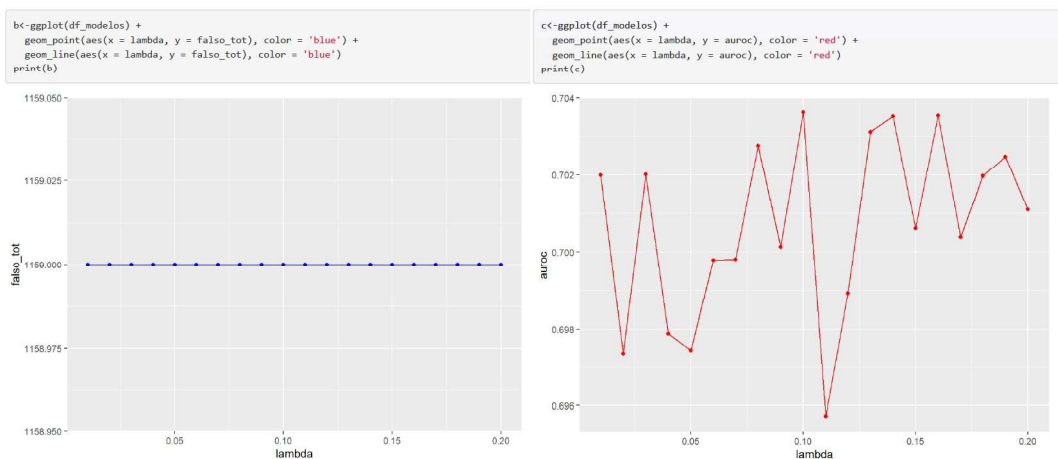 b<-ggplot(df_modelos) +
geom_point(aes(x = lambda, y = falso_tot), color = 'blue') +
geom_line(aes(x = lambda, y = falso_tot), color = 'blue')
print(b)
1159.050
1159.025
1159.000
1158.975
1158.950
falso_tot
0.05
0.10
0.15
0.20
lambda
c<-ggplot(df_modelos) +
geom_point(aes(x = lambda, y = auroc), color = 'red') +
geom_line(aes(x = lambda, y = auroc), color = 'red')
print(c)
0.704
0.702
0.700
0.698
0.696
auroc
0.05
0.10
0.15
0.20
lambda